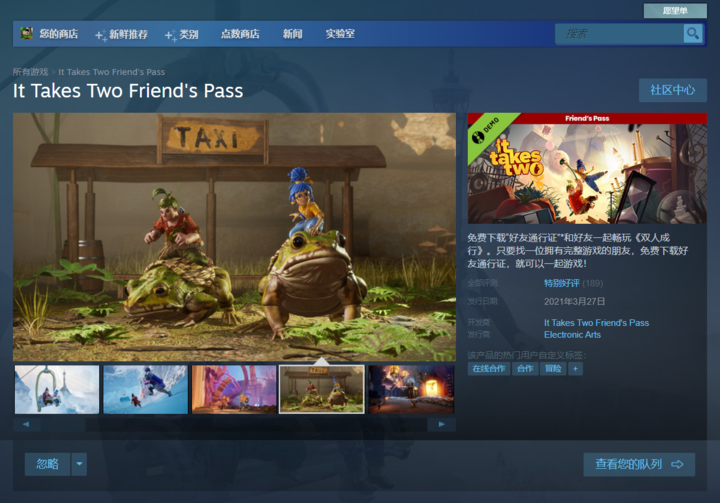 愿望单
您的商店
新鲜推荐
类别
点数商店
新闻
实验室
搜索
所有游戏 > It Takes Two Friend's Pass
It Takes Two Friend's Pass
社区中心
TAXI
Friend's Pass
DEMO
it takes two
免费下载"好友通行证"*和好友一起畅玩《双人成
行》。只要找一位拥有完整游戏的朋友，免费下载好
友通行证，就可以一起游戏！
全部评测: 特别好评 (189)
发行日期: 2021年3月27日
开发商: It Takes Two Friend's Pass
发行商: Electronic Arts
该产品的热门用户自定义标签:
在线合作 合作 冒险 +
忽略
查看您的队列